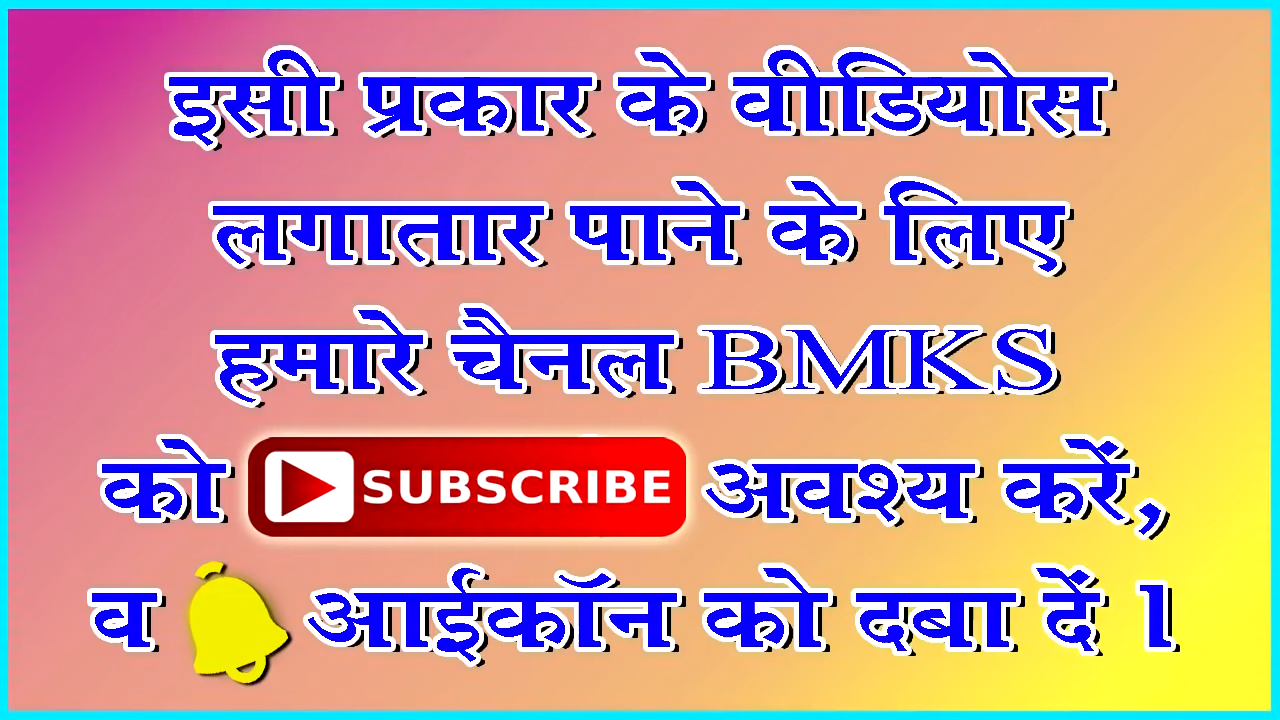 इसी प्रकार के वीडियोस
लगातार पाने के लिए
हमारे चैनल BMKS
को SUBSCRIBE अवश्य करें,
व आईकॉन को दबा दें ।